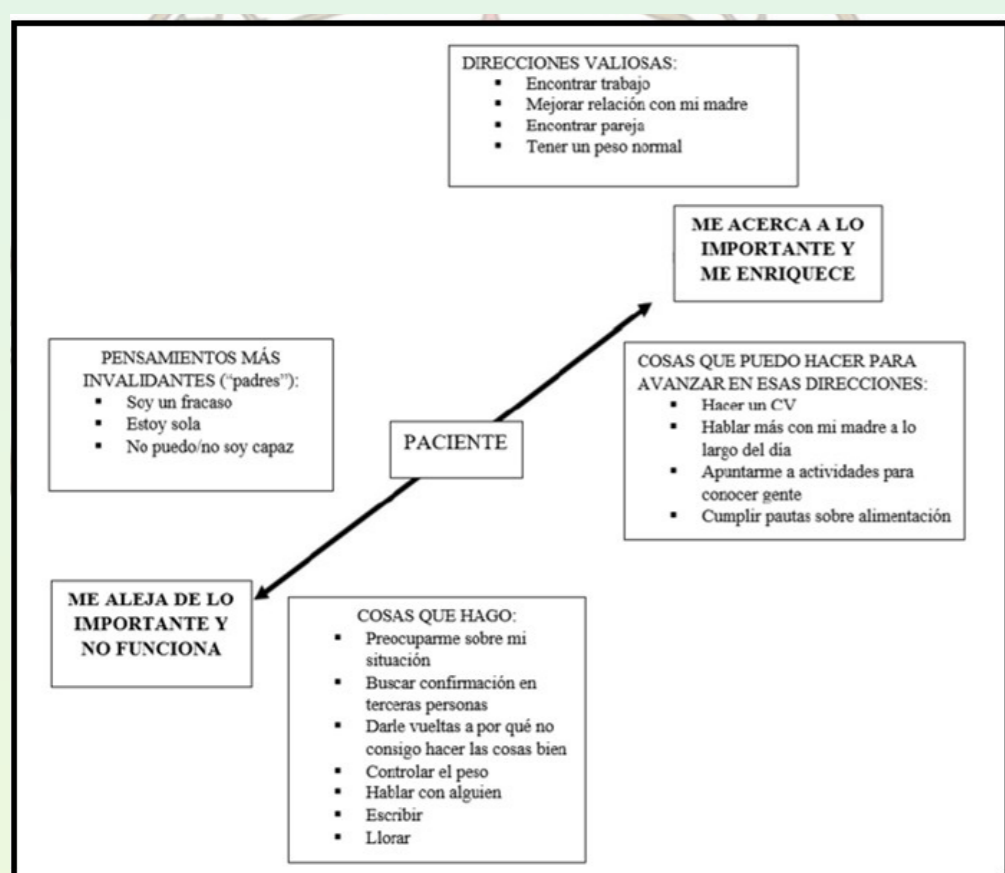 DIRECCIONES VALIOSAS:
▪ Encontrar trabajo
▪ Mejorar relación con mi madre
▪ Encontrar pareja
▪ Tener un peso normal
ME ACERCA A LO
IMPORTANTE Y
ME ENRIQUECE
PENSAMIENTOS MÁS
INVALIDANTES (“padres”):
▪ Soy un fracaso
▪ Estoy sola
▪ No puedo/no soy capaz
PACIENTE
COSAS QUE PUEDO HACER PARA
AVANZAR EN ESAS DIRECCIONES:
▪ Hacer un CV
▪ Hablar más con mi madre a lo
largo del día
▪ Apuntarme a actividades para
conocer gente
▪ Cumplir pautas sobre alimentación
ME ALEJA DE LO
IMPORTANTE Y
NO FUNCIONA
COSAS QUE HAGO:
▪ Preocuparme sobre mi
situación
▪ Buscar confirmación en
terceras personas
▪ Darle vueltas a por qué no
consigo hacer las cosas bien
▪ Controlar el peso
▪ Hablar con alguien
▪ Escribir
▪ Llorar